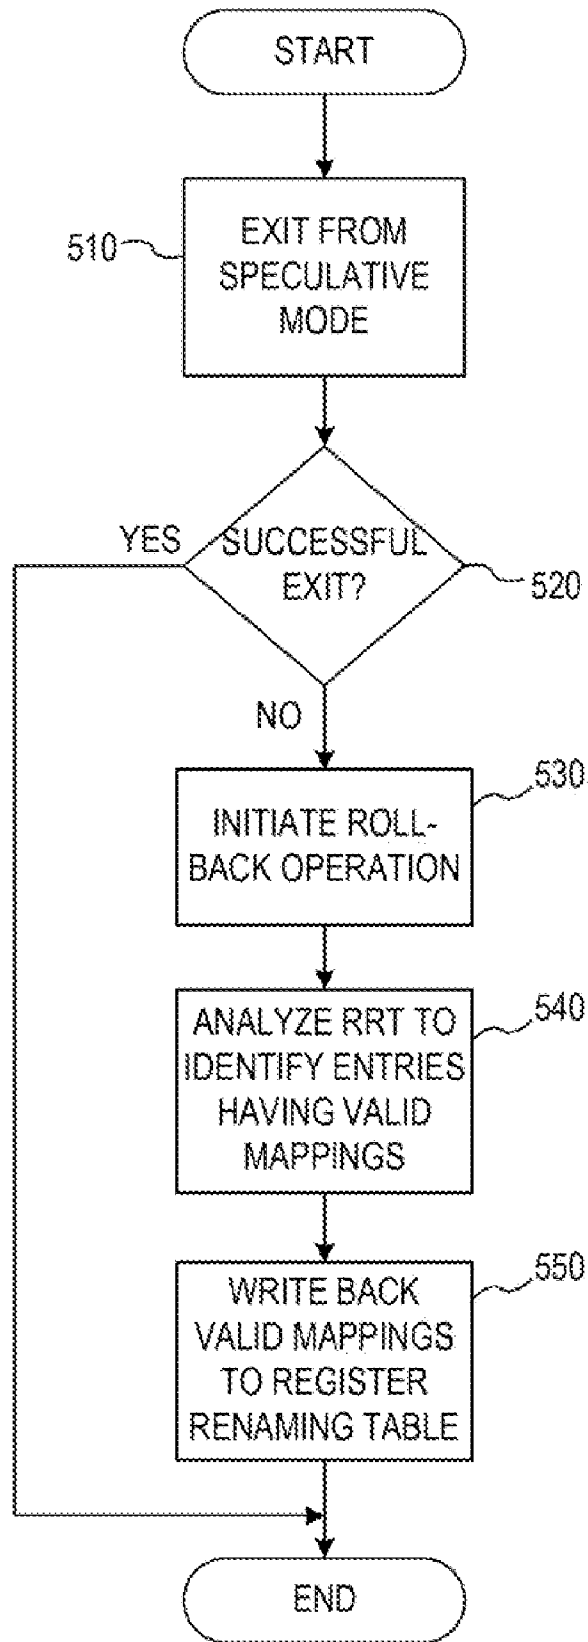 START
510
EXIT FROM
SPECULATIVE
MODE
YES
SUCCESSFUL
EXIT?
520
NO
530
INITIATE ROLL-
BACK OPERATION
540
ANALYZE RRT TO
IDENTIFY ENTRIES
HAVING VALID
MAPPINGS
550
WRITE BACK
VALID MAPPINGS
TO REGISTER
RENAMING TABLE
END